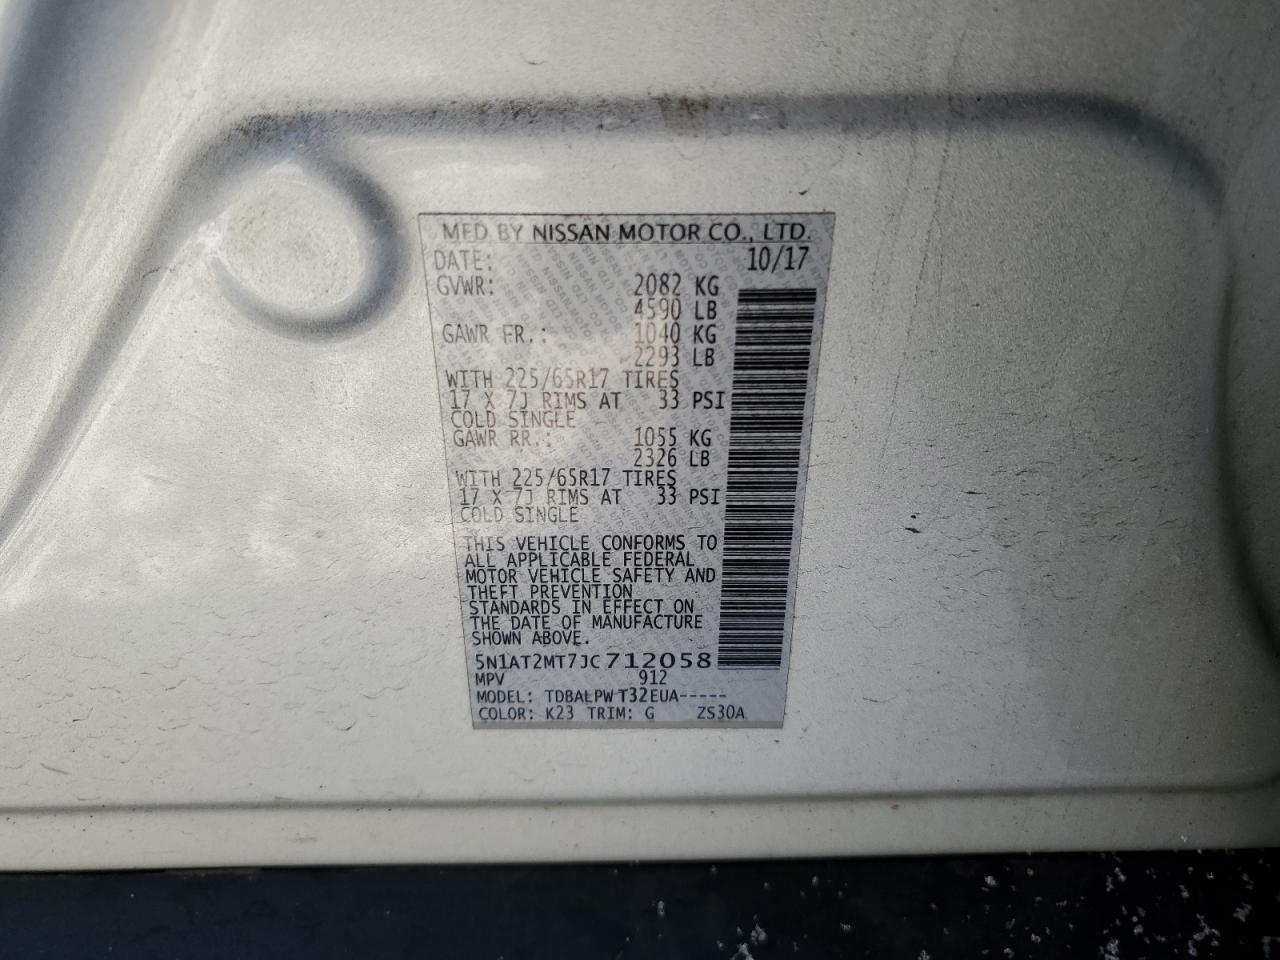 MFD BY NISSAN MOTOR CO., LTD.
DATE: 10/17
GVWR: 2082 KG
4590 LB
GAWR FR.: 1040 KG
2293 LB
WITH 225/65R17 TIRES
17 X 7J RIMS AT 33 PSI
COLD SINGLE
GAWR RR.: 1055 KG
2326 LB
WITH 225/65R17 TIRES
17 X 7J RIMS AT 33 PSI
COLD SINGLE
THIS VEHICLE CONFORMS TO
ALL APPLICABLE FEDERAL
MOTOR VEHICLE SAFETY AND
THEFT PREVENTION
STANDARDS IN EFFECT ON
THE DATE OF MANUFACTURE
SHOWN ABOVE.
5N1AT2MT7JC712058
MPV 912
MODEL: TDBALPW T32EUA-----
COLOR: K23 TRIM: G ZS30A